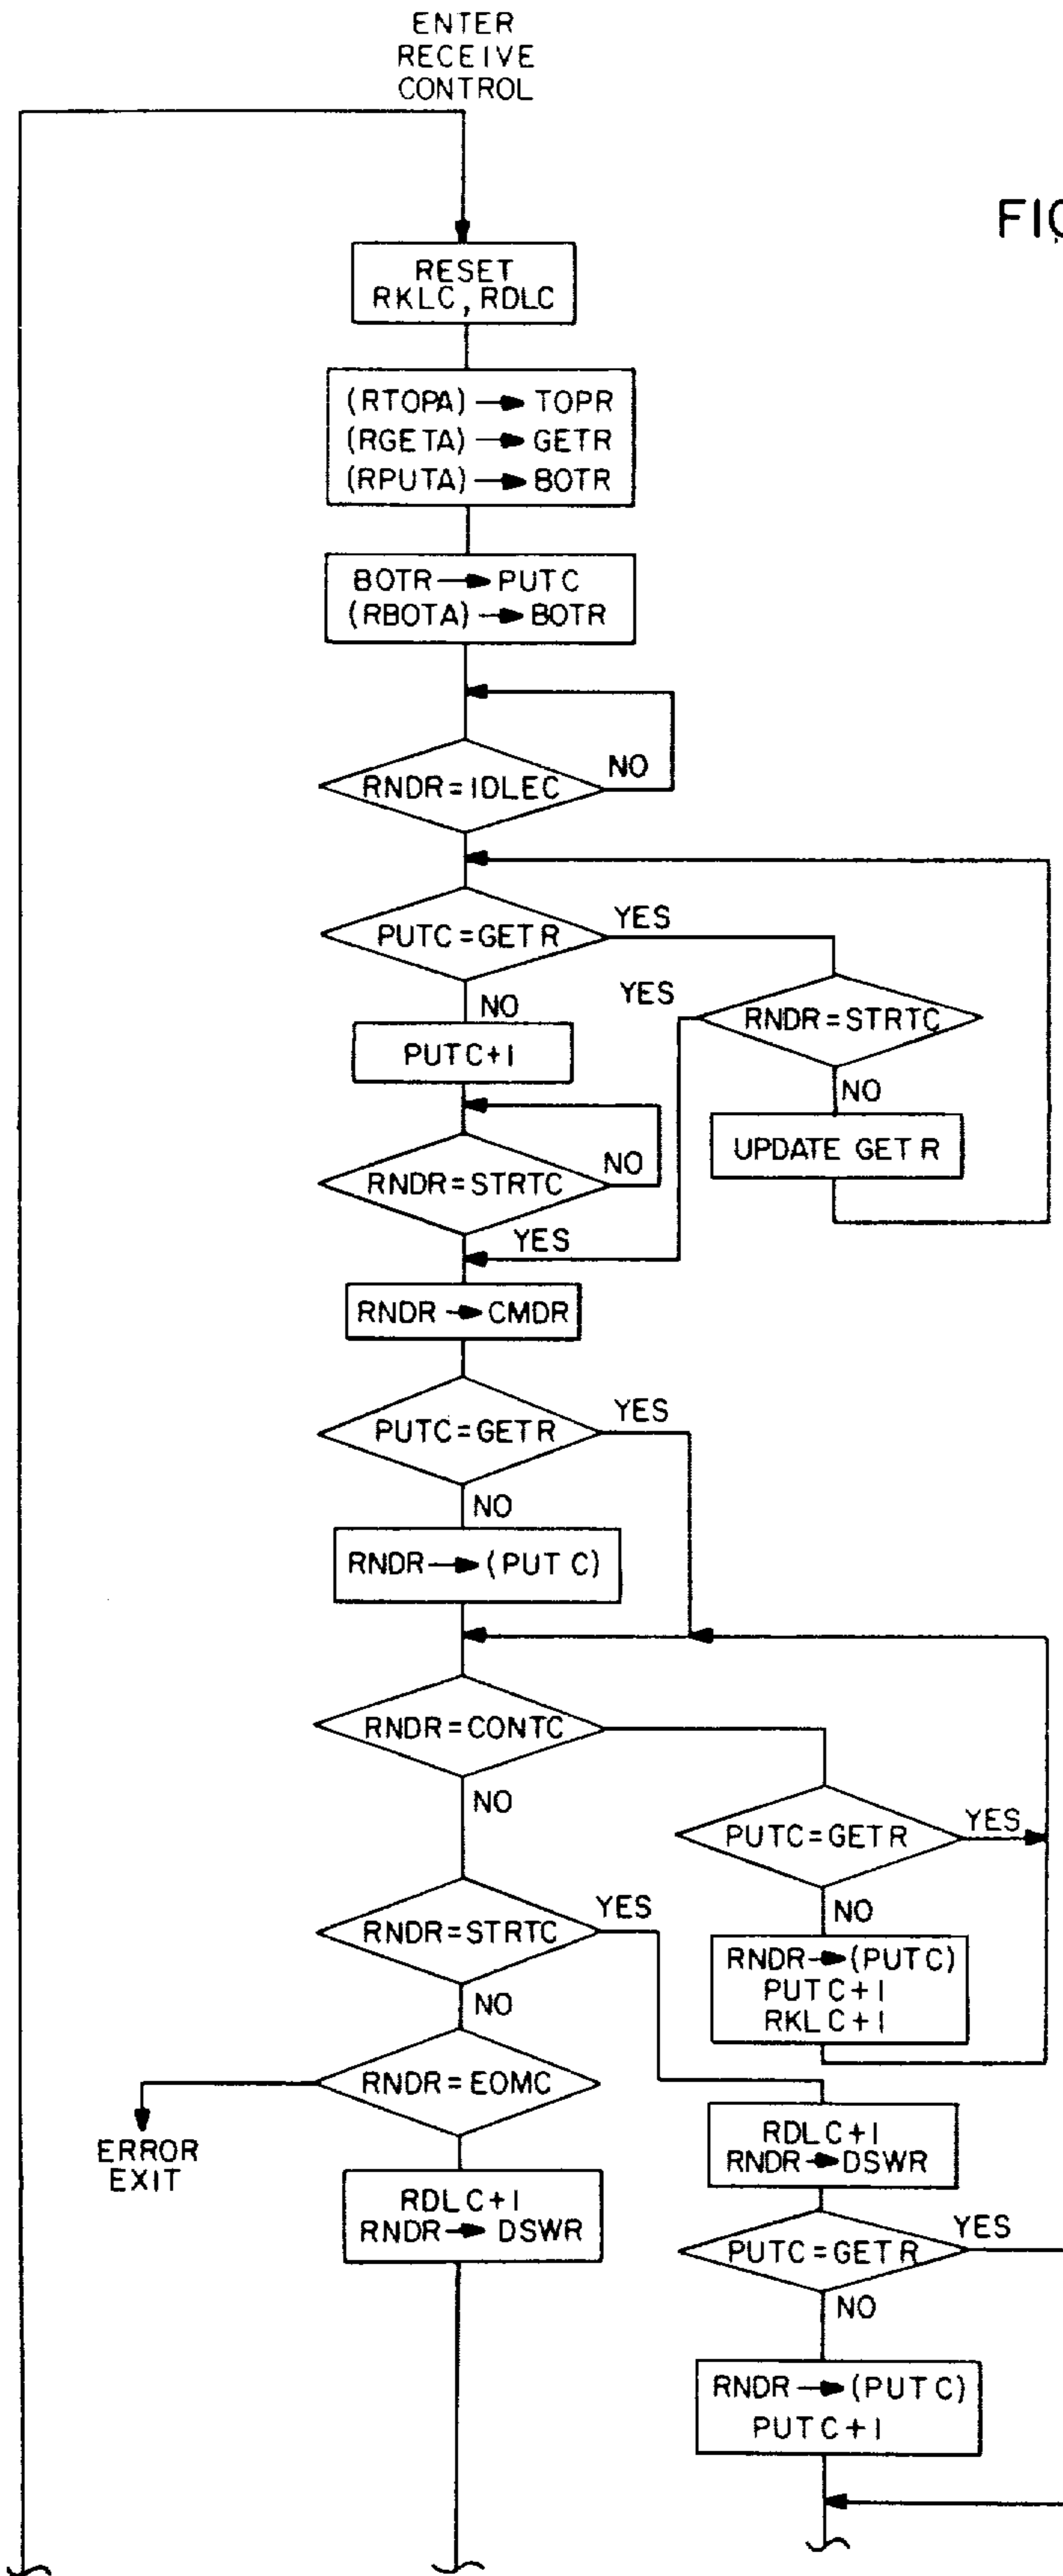 ENTER
RECEIVE
CONTROL
FIG
RESET
RKLC, RDLC
(RTOPA) → TOPR
(RGETA) → GETR
(RPUTA) → BOTR
BOTR → PUTC
(RBOTA) → BOTR
RNDR=IDLEC
NO
PUTC=GETR
YES
NO
YES
RNDR=STRTC
PUTC+1
NO
UPDATE GETR
RNDR=STRTC
NO
YES
RNDR → CMDR
PUTC=GETR
YES
NO
RNDR → (PUTC)
RNDR=CONTC
NO
PUTC=GETR
YES
NO
RNDR → (PUTC)
PUTC+1
RKLC+1
RNDR=STRTC
YES
NO
RNDR=EOMC
ERROR
EXIT
RDLC+1
RNDR → DSWR
RDLC+1
RNDR → DSWR
PUTC=GETR
YES
NO
RNDR → (PUTC)
PUTC+1